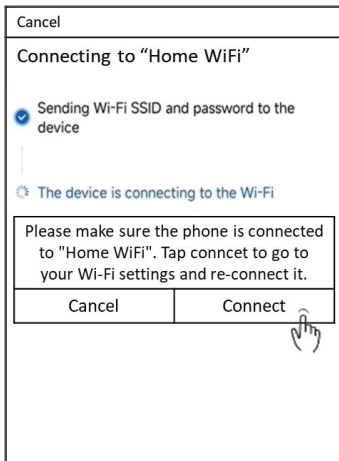 Cancel
Connecting to “Home WiFi”
Sending Wi-Fi SSID and password to the
device
The device is connecting to the Wi-Fi
Please make sure the phone is connected
to "Home WiFi". Tap conncet to go to
your Wi-Fi settings and re-connect it.
Cancel
Connect